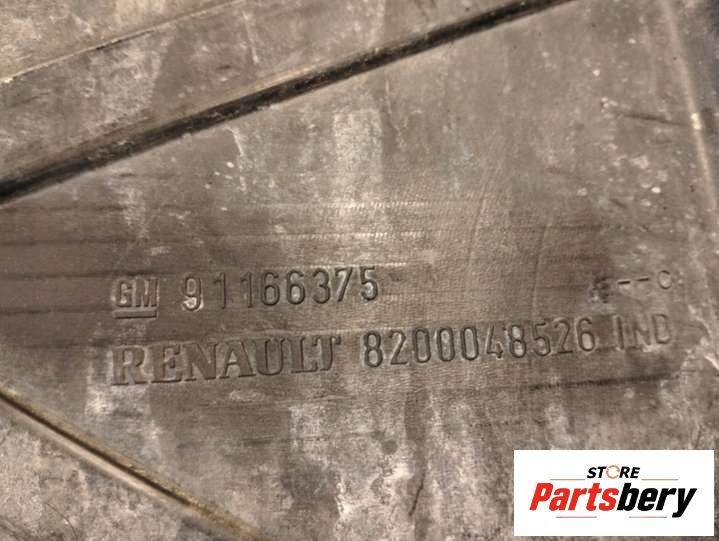 GM 91166375 --C
RENAULT 8200048526 IND
STORE
Partsbery